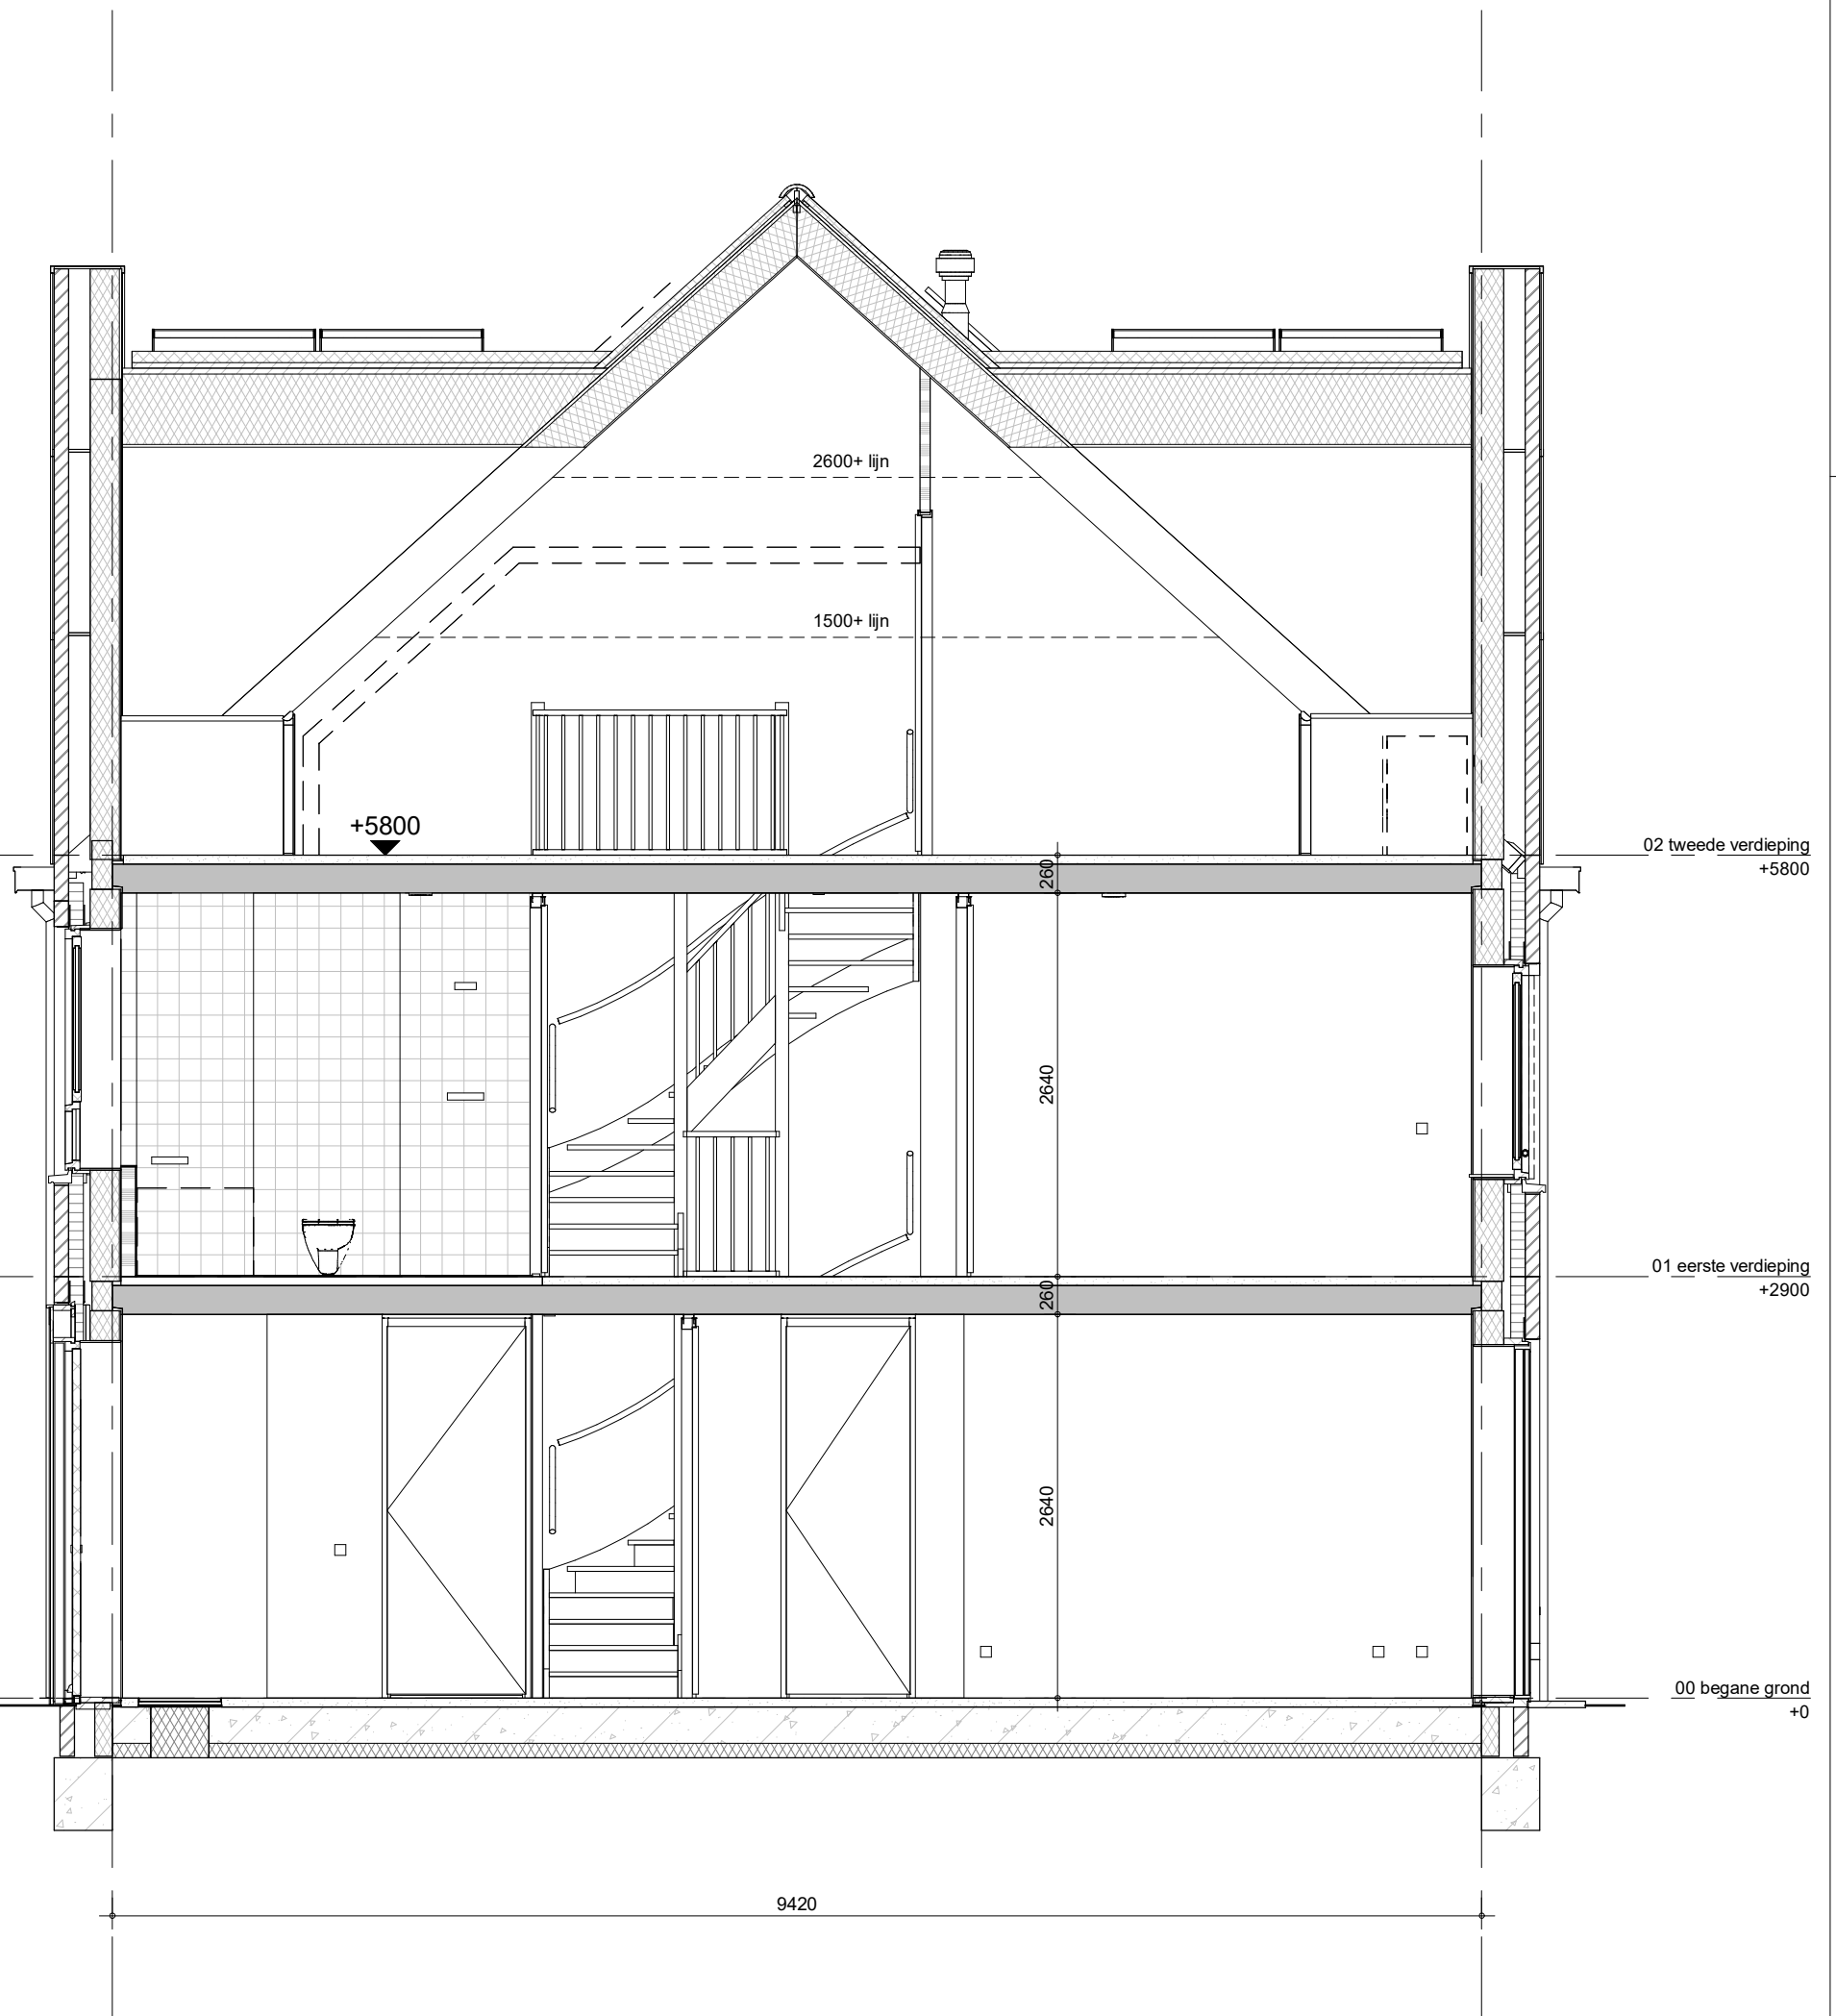 2600+ lijn
1500+ lijn
+5800
02 tweede verdieping
+5800
260
2640
01 eerste verdieping
+2900
260
2640
00 begane grond
+0
9420